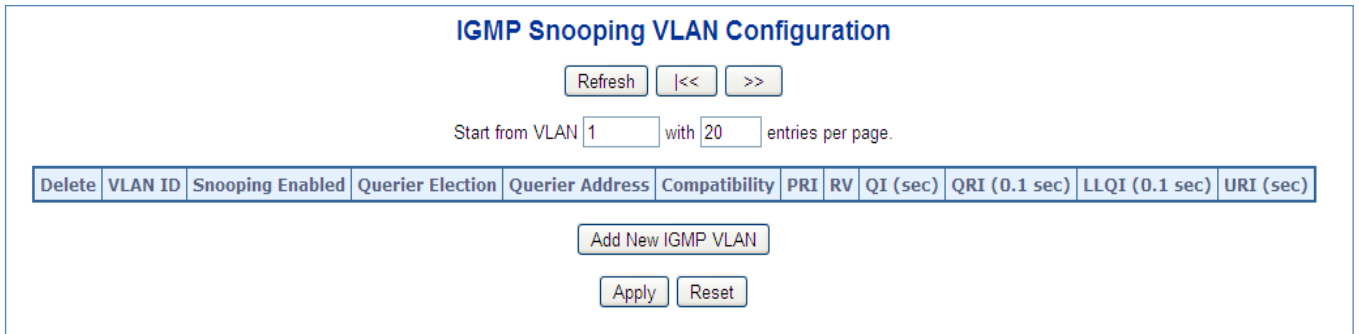 IGMP Snooping VLAN Configuration
Refresh |<< >>
Start from VLAN 1 with 20 entries per page.
Delete VLAN ID Snooping Enabled Querier Election Querier Address Compatibility PRI RV QI (sec) QRI (0.1 sec) LLQI (0.1 sec) URI (sec)
Add New IGMP VLAN
Apply Reset